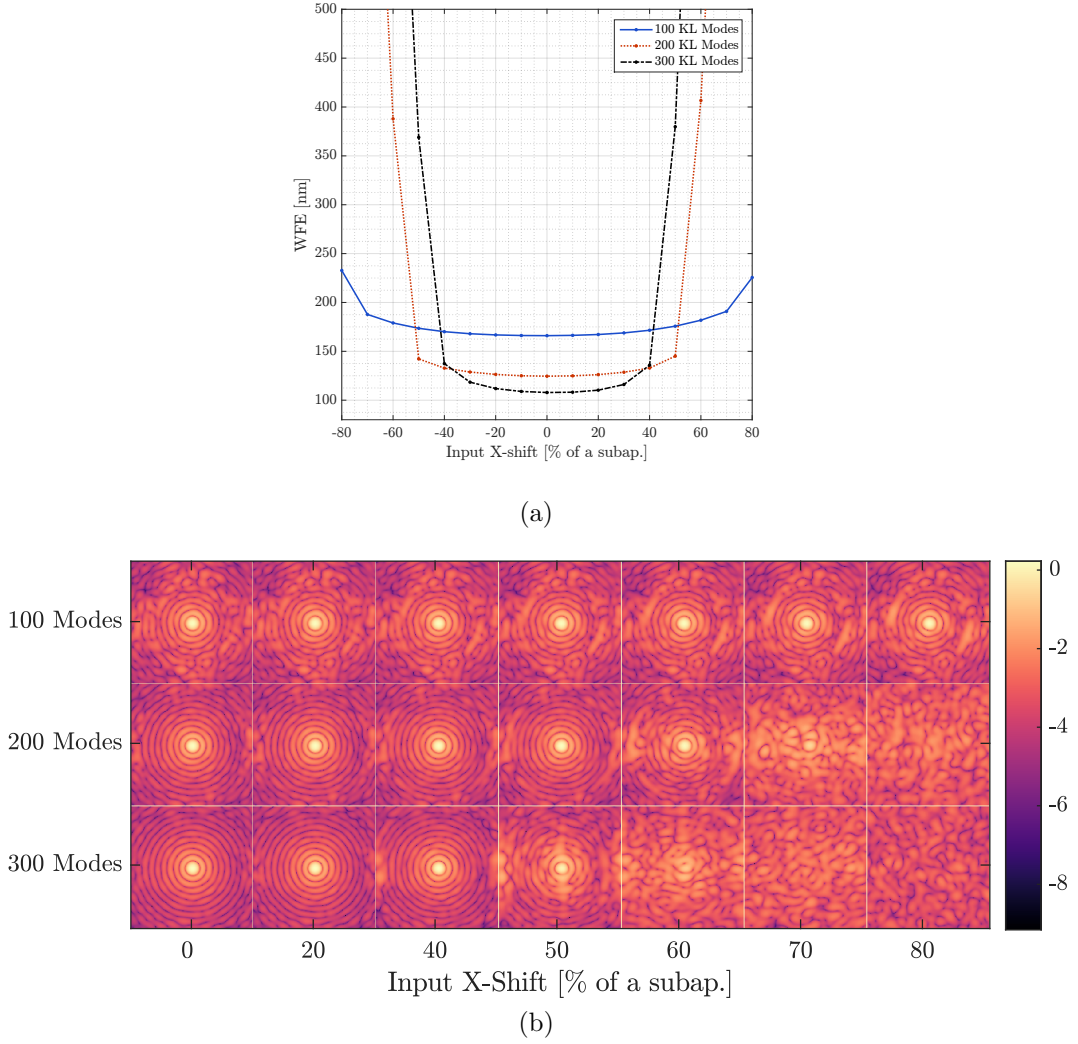 500
450
400
350
300
250
200
150
100
WFE [nm]
100 KL Modes
200 KL Modes
300 KL Modes
-80 -60 -40 -20 0 20 40 60 80
Input X-shift [% of a subap.]
(a)
100 Modes
200 Modes
300 Modes
0
-2
-4
-6
-8
0 20 40 50 60 70 80
Input X-Shift [% of a subap.]
(b)